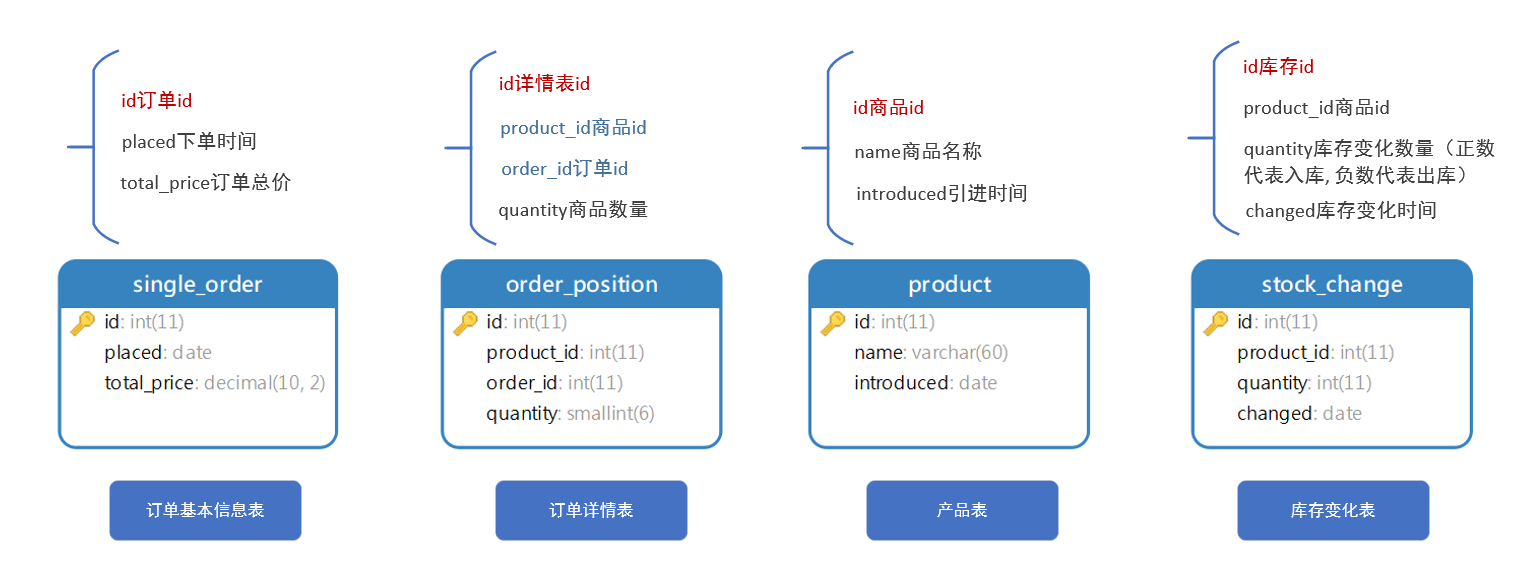 id订单id
placed下单时间
total_price订单总价
id详情表id
product_id商品id
order_id订单id
quantity商品数量
id商品id
name商品名称
introduced引进时间
id库存id
product_id商品id
quantity库存变化数量（正数
代表入库, 负数代表出库）
changed库存变化时间
single_order
id: int(11)
placed: date
total_price: decimal(10, 2)
order_position
id: int(11)
product_id: int(11)
order_id: int(11)
quantity: smallint(6)
product
id: int(11)
name: varchar(60)
introduced: date
stock_change
id: int(11)
product_id: int(11)
quantity: int(11)
changed: date
订单基本信息表
订单详情表
产品表
库存变化表